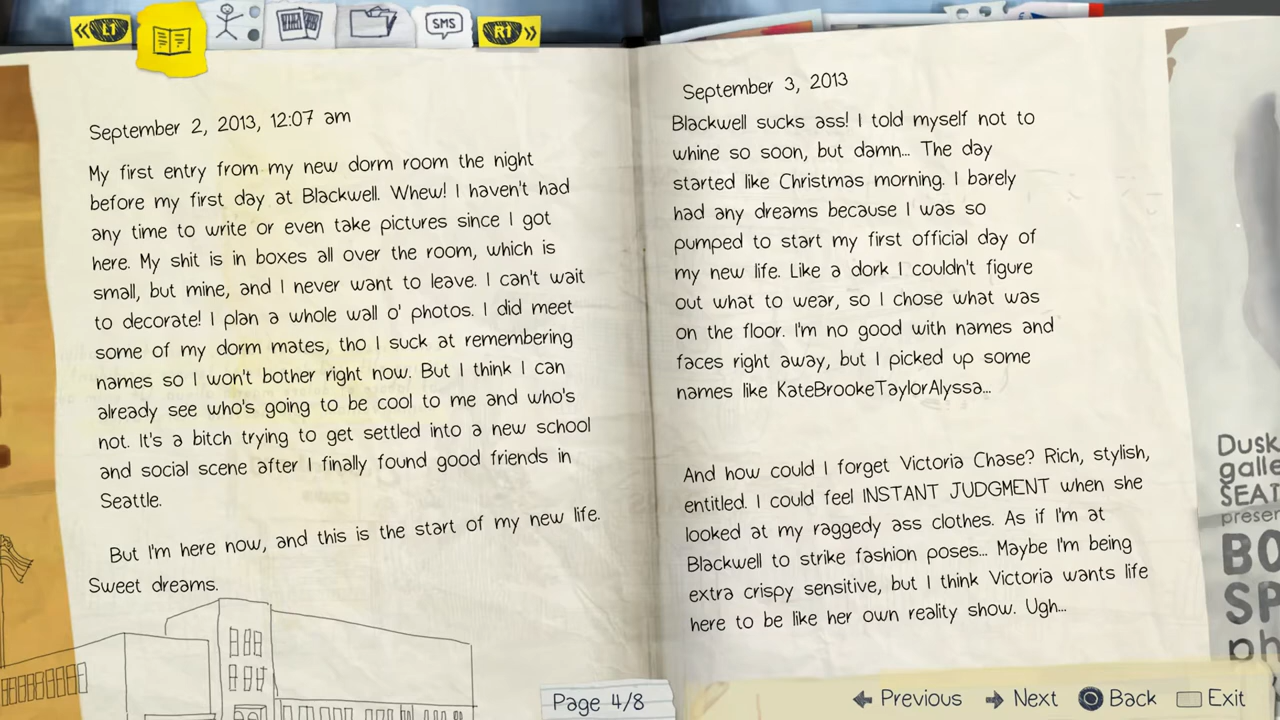 L1
SMS
R1
September 2, 2013, 12:07 am
My first entry from my new dorm room the night
before my first day at Blackwell. Whew! I haven't had
any time to write or even take pictures since I got
here. My shit is in boxes all over the room, which is
small, but mine, and I never want to leave. I can't wait
to decorate! I plan a whole wall o' photos. I did meet
some of my dorm mates, tho I suck at remembering
names so I won't bother right now. But I think I can
already see who's going to be cool to me and who's
not. It's a bitch trying to get settled into a new school
and social scene after I finally found good friends in
Seattle.
But I'm here now, and this is the start of my new life.
Sweet dreams.
September 3, 2013
Blackwell sucks ass! I told myself not to
whine so soon, but damn... The day
started like Christmas morning. I barely
had any dreams because I was so
pumped to start my first official day of
my new life. Like a dork I couldn't figure
out what to wear, so I chose what was
on the floor. I'm no good with names and
faces right away, but I picked up some
names like KateBrookeTaylorAlyssa...
And how could I forget Victoria Chase? Rich, stylish,
entitled. I could feel INSTANT JUDGMENT when she
looked at my raggedy ass clothes. As if I'm at
Blackwell to strike fashion poses... Maybe I'm being
extra crispy sensitive, but I think Victoria wants life
here to be like her own reality show. Ugh...
Dusk
galle
SEAT
presen
BO
SP
ph
Page 4/8
Previous
Next
Back
Exit